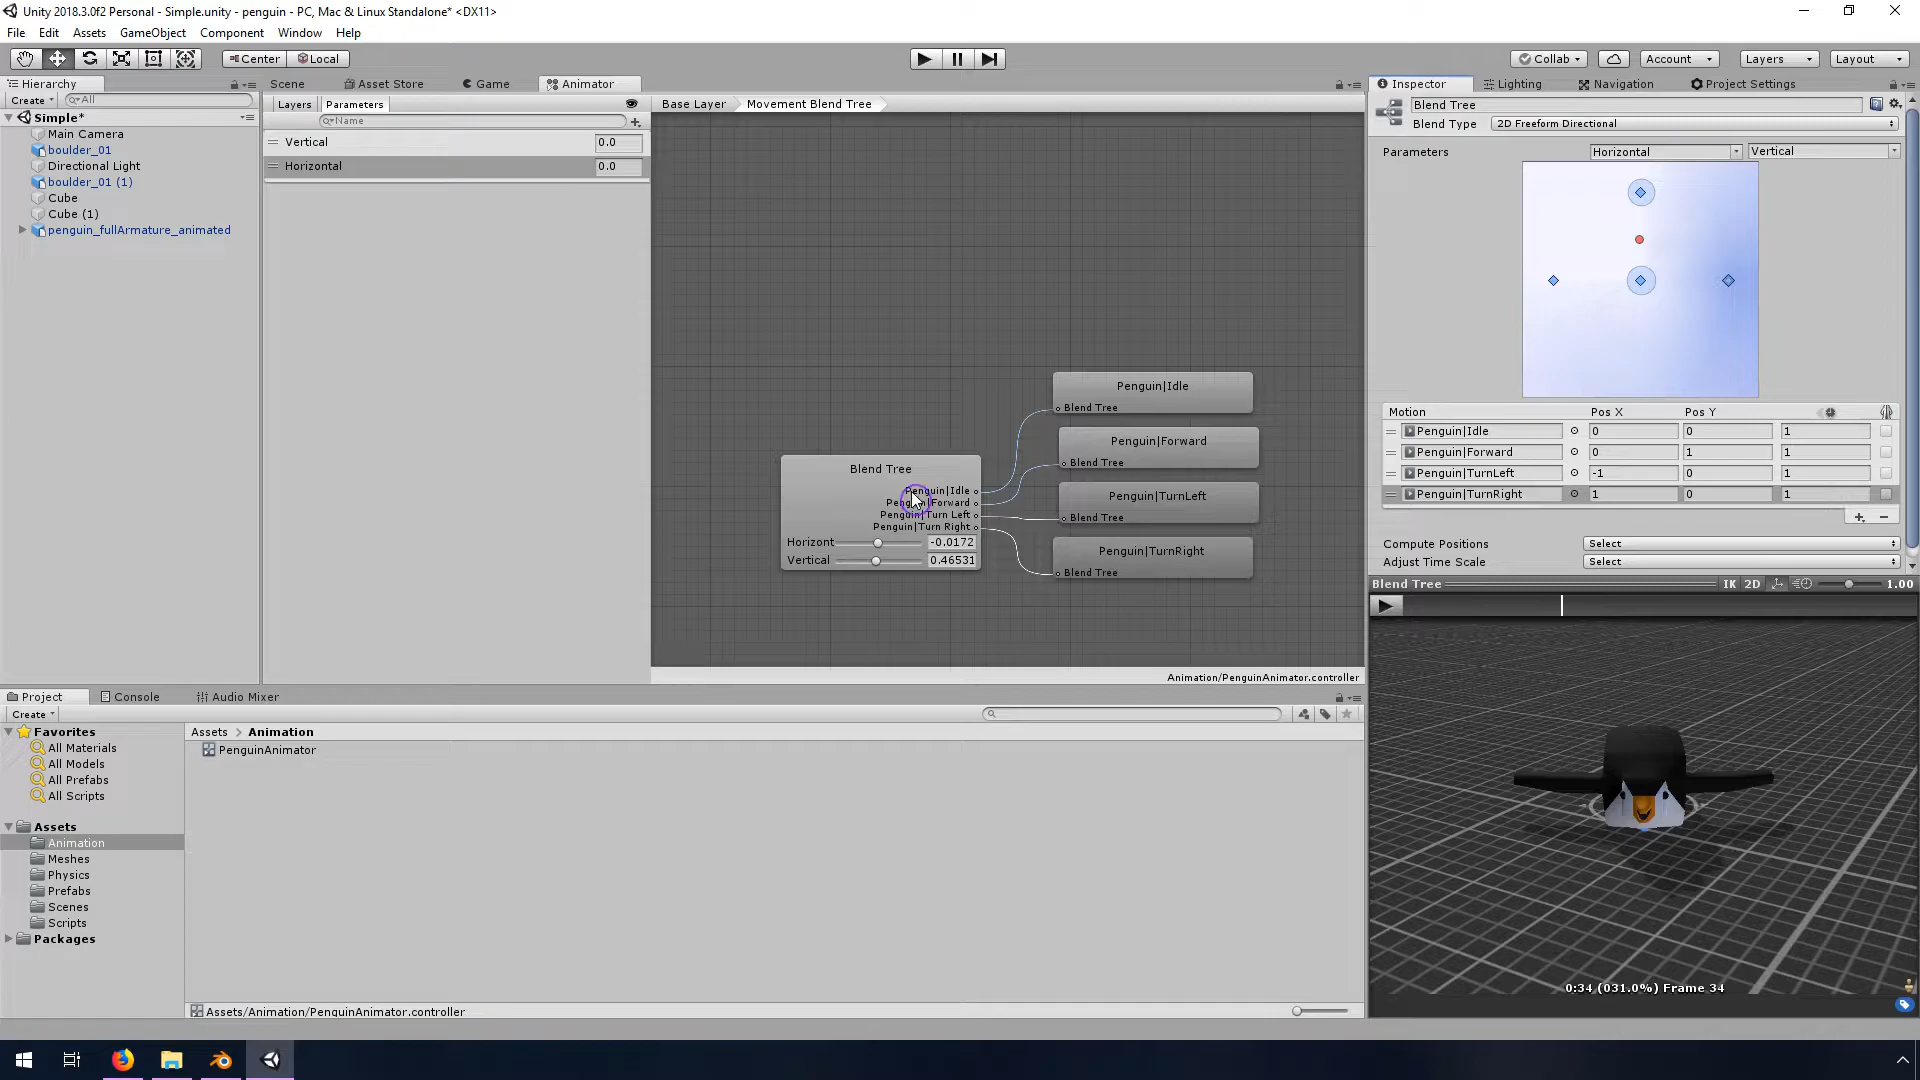 Unity 2018.3.0f2 Personal - Simple.unity - penguin - PC, Mac & Linux Standalone* <DX11>
File Edit Assets GameObject Component Window Help
Center Local Collab Account Layers Layout
Hierarchy
Create All
Simple*
Main Camera
boulder_01
Directional Light
boulder_01 (1)
Cube
Cube (1)
penguin_fullArmature_animated
Scene Asset Store Game Animator
Layers Parameters
Name
Vertical 0.0
Horizontal 0.0
Base Layer Movement Blend Tree
Blend Tree
Penguin|Idle
Penguin|Forward
Penguin|Turn Left
Penguin|Turn Right
Horizont -0.0172
Vertical 0.46531
Penguin|Idle
Blend Tree
Penguin|Forward
Blend Tree
Penguin|TurnLeft
Blend Tree
Penguin|TurnRight
Blend Tree
Animation/PenguinAnimator.controller
Inspector Lighting Navigation Project Settings
Blend Tree
Blend Type 2D Freeform Directional
Parameters Horizontal Vertical
Motion Pos X Pos Y
Penguin|Idle 0 0 1
Penguin|Forward 0 1 1
Penguin|TurnLeft -1 0 1
Penguin|TurnRight 1 0 1
Compute Positions Select
Adjust Time Scale Select
Blend Tree IK 2D 1.00
0:34 (031.0%) Frame 34
Project Console Audio Mixer
Create
Favorites
All Materials
All Models
All Prefabs
All Scripts
Assets
Animation
Meshes
Physics
Prefabs
Scenes
Scripts
Packages
Assets > Animation
PenguinAnimator
Assets/Animation/PenguinAnimator.controller